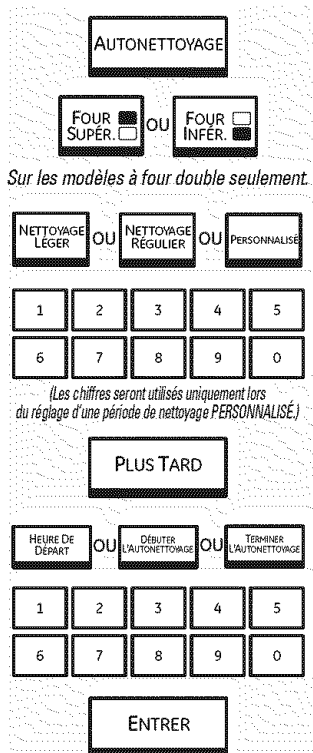 AUTONETTOYAGE
FOUR SUPÉR. OU FOUR INFÉR.
Sur les modèles à four double seulement.
NETTOYAGE LÉGER OU NETTOYAGE RÉGULIER OU PERSONNALISÉ
1 2 3 4 5
6 7 8 9 0
(Les chiffres seront utilisés uniquement lors
du réglage d'une période de nettoyage PERSONNALISÉ.)
PLUS TARD
HEURE DE DÉPART OU DÉBUTER L'AUTONETTOYAGE OU TERMINER L'AUTONETTOYAGE
1 2 3 4 5
6 7 8 9 0
ENTRER